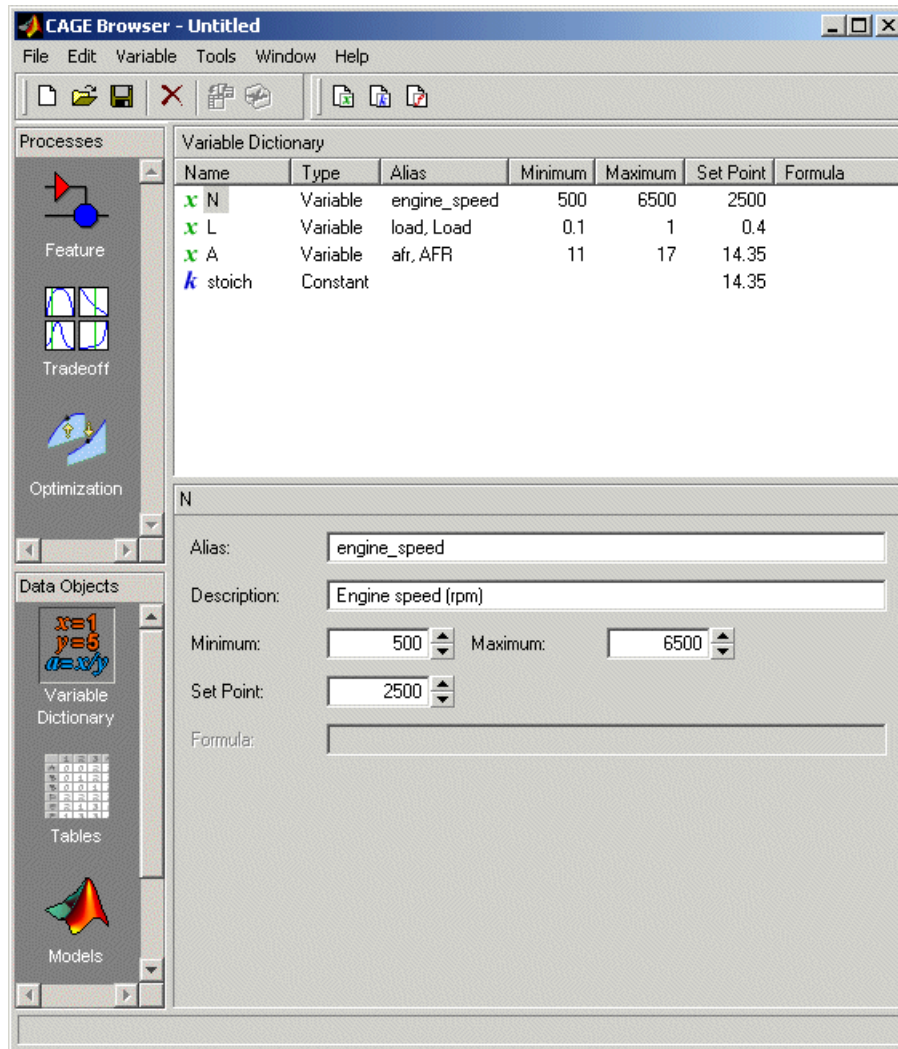 CAGE Browser - Untitled
File Edit Variable Tools Window Help
Processes
Feature
Tradeoff
Optimization
Data Objects
x=1
y=5
a=x/y
Variable
Dictionary
Tables
Models
Variable Dictionary
Name Type Alias Minimum Maximum Set Point Formula
x N Variable engine_speed 500 6500 2500
x L Variable load, Load 0.1 1 0.4
x A Variable afr, AFR 11 17 14.35
k stoich Constant 14.35
N
Alias: engine_speed
Description: Engine speed (rpm)
Minimum: 500 Maximum: 6500
Set Point: 2500
Formula: